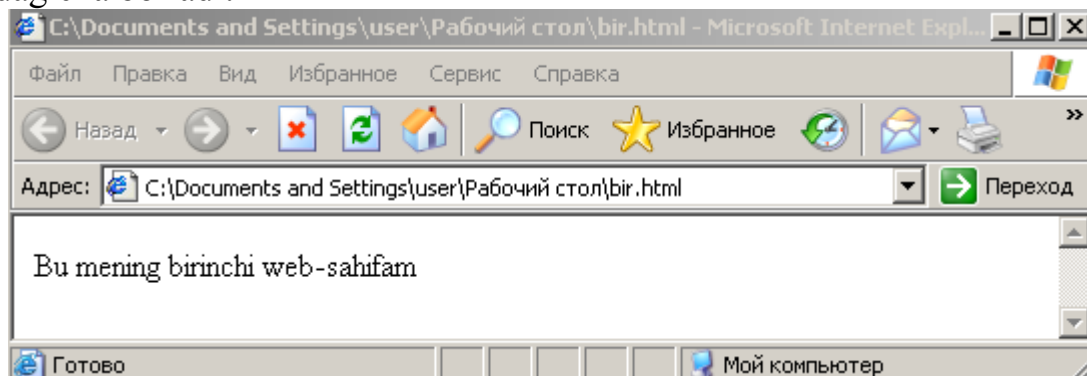 C:\Documents and Settings\user\Рабочий стол\bir.html - Microsoft Internet Expl...
Файл Правка Вид Избранное Сервис Справка
Назад Поиск Избранное »
Адрес: C:\Documents and Settings\user\Рабочий стол\bir.html Переход
Bu mening birinchi web-sahifam
Готово Мой компьютер